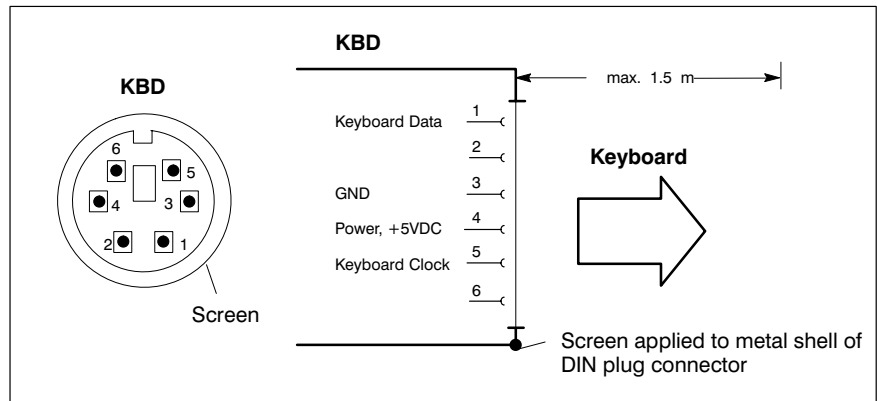 KBD
6
5
4
3
2
1
Screen
KBD
max. 1.5 m
Keyboard Data 1
2
GND 3
Power, +5VDC 4
Keyboard Clock 5
6
Keyboard
Screen applied to metal shell of
DIN plug connector